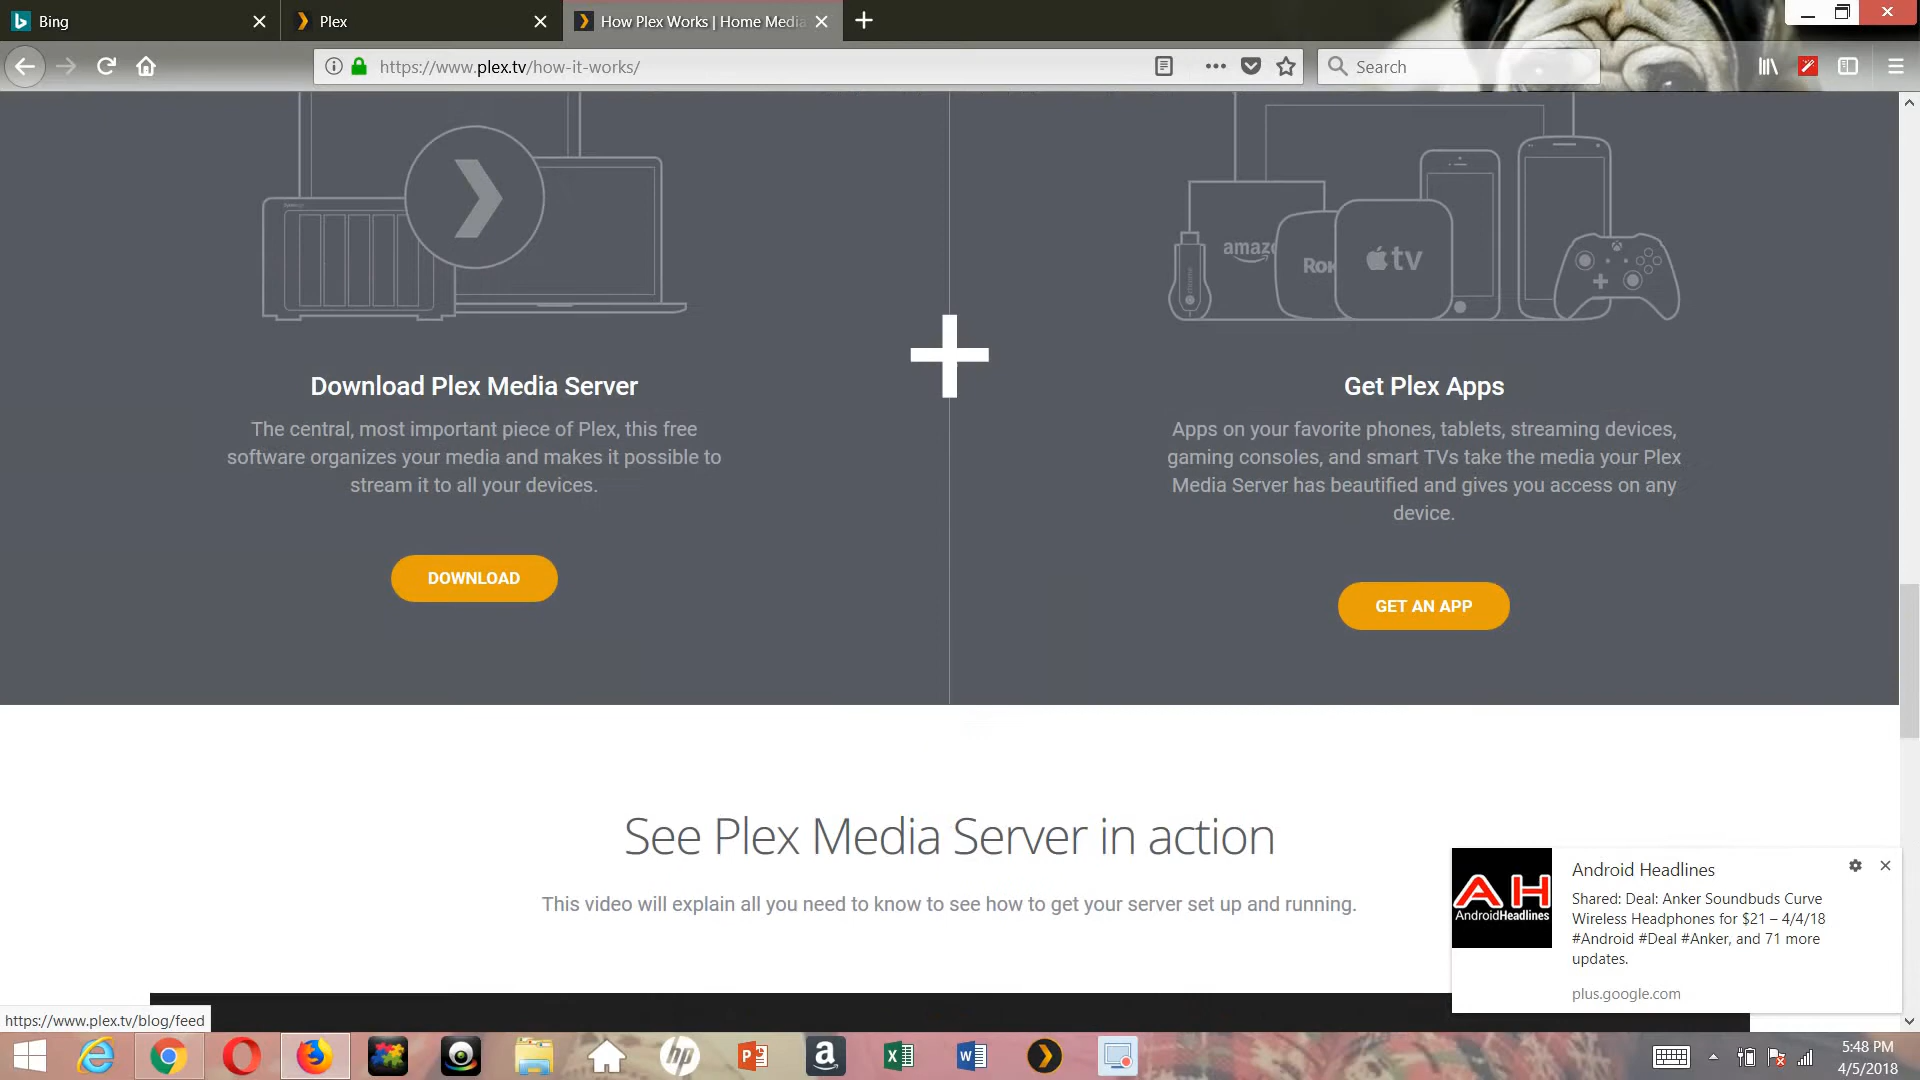 Bing
Plex
How Plex Works | Home Media
https://www.plex.tv/how-it-works/
Search
amazo
Roku
tv
Download Plex Media Server
The central, most important piece of Plex, this free
software organizes your media and makes it possible to
stream it to all your devices.
DOWNLOAD
Get Plex Apps
Apps on your favorite phones, tablets, streaming devices,
gaming consoles, and smart TVs take the media your Plex
Media Server has beautified and gives you access on any
device.
GET AN APP
See Plex Media Server in action
This video will explain all you need to know to see how to get your server set up and running.
AH
AndroidHeadlines
Android Headlines
Shared: Deal: Anker Soundbuds Curve
Wireless Headphones for $21 – 4/4/18
#Android #Deal #Anker, and 71 more
updates.
plus.google.com
https://www.plex.tv/blog/feed
5:48 PM
4/5/2018